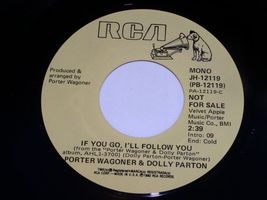 RCA
Produced &
arranged by
Porter Wagoner
MONO
JH-12119
(PB-12119)
PA-12119-C
NOT
FOR SALE
Velvet Apple
Music/Porter
Music Co., BMI
2:39
Intro: 09
End: Cold
IF YOU GO, I'LL FOLLOW YOU
(from the "Porter Wagoner & Dolly Parton"
album, AHL1-3700) (Dolly Parton-Porter Wagoner)
PORTER WAGONER & DOLLY PARTON